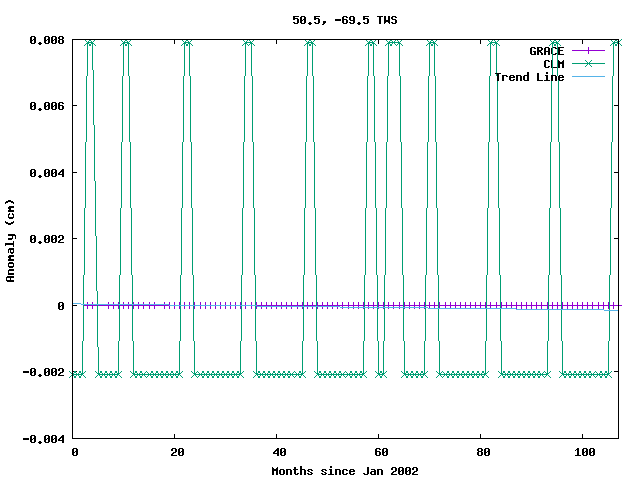 50.5, -69.5 TWS
0.008
0.006
0.004
0.002
0
-0.002
-0.004
Anomaly (cm)
GRACE
CLM
Trend Line
0 20 40 60 80 100
Months since Jan 2002